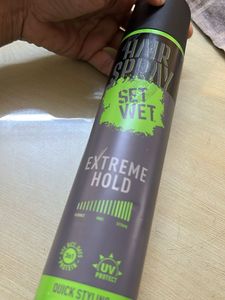 HAIR
SPRAY
SET
WET
EXTREME
HOLD
UV
PROTECT
QUICK STYLING